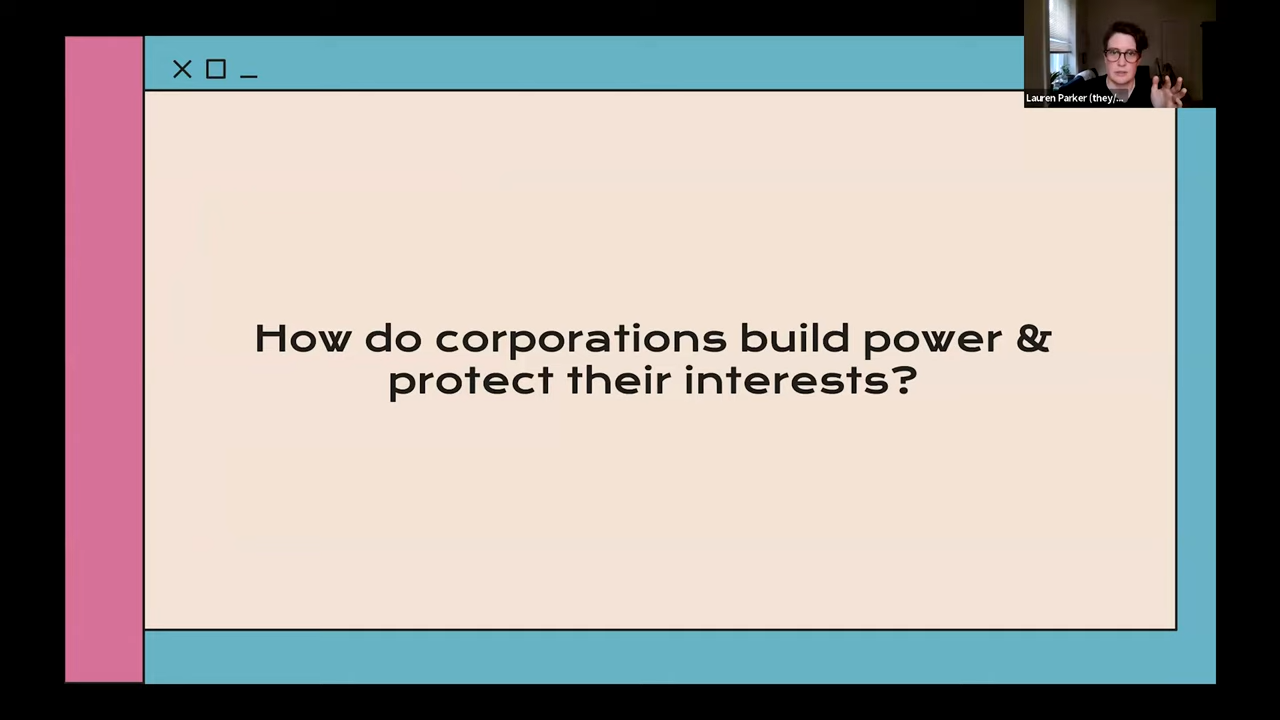 Lauren Parker (they/...
How do corporations build power &
protect their interests?